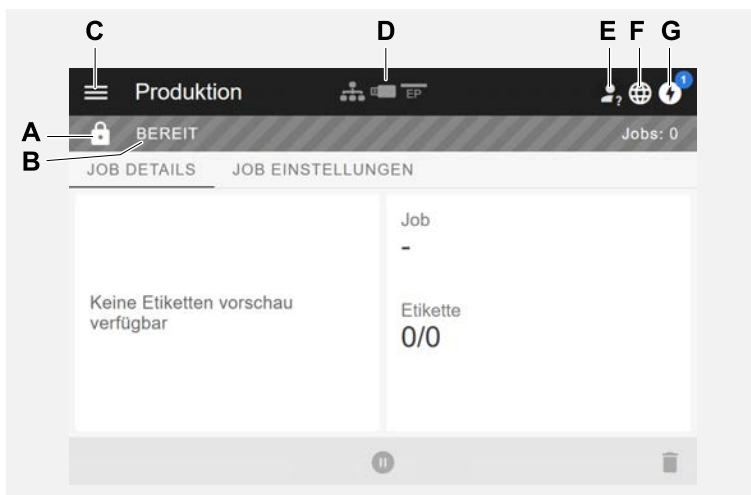 C D E F G
Produktion EP 1
A BEREIT Jobs: 0
B
JOB DETAILS JOB EINSTELLUNGEN
Job
-
Keine Etiketten vorschau
verfügbar
Etikette
0/0